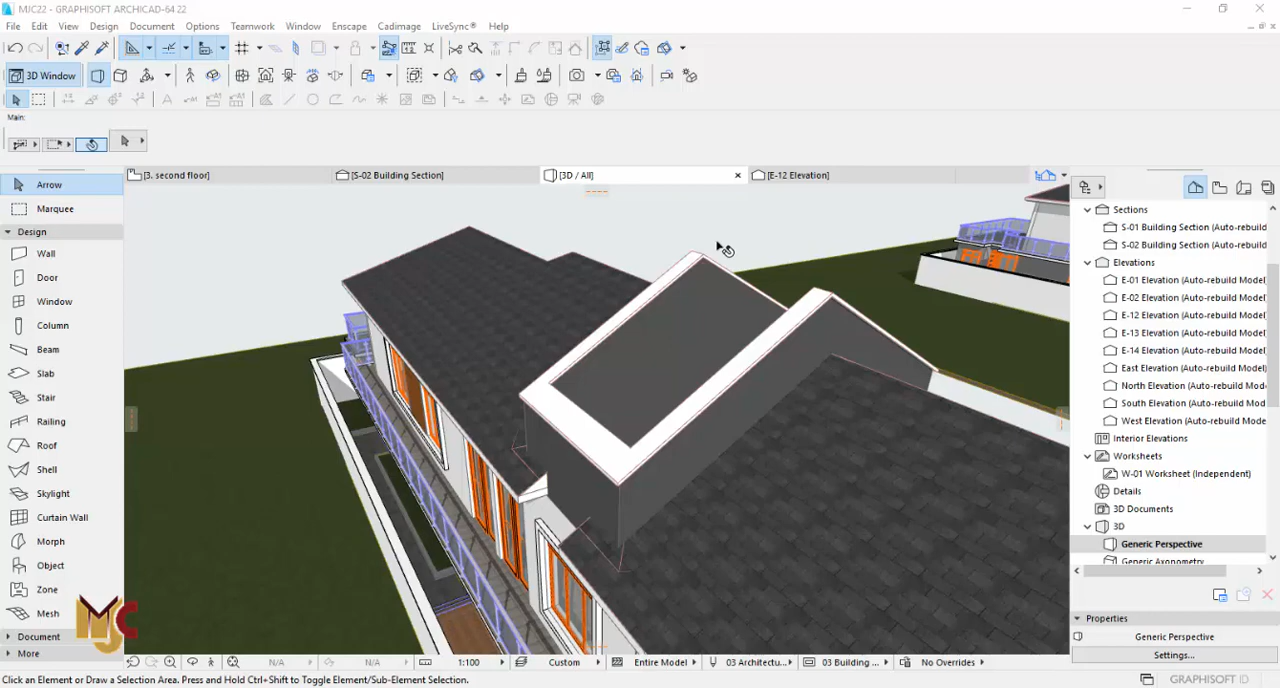 MJC22 - GRAPHISOFT ARCHICAD-64 22
File Edit View Design Document Options Teamwork Window Enscape Cadimage LiveSync® Help
3D Window
Main:
[3. second floor] [S-02 Building Section] [3D / All] [E-12 Elevation]
Arrow
Marquee
Design
Wall
Door
Window
Column
Beam
Slab
Stair
Railing
Roof
Shell
Skylight
Curtain Wall
Morph
Object
Zone
Mesh
Document
More
MJC
Sections
S-01 Building Section (Auto-rebuild
S-02 Building Section (Auto-rebuild
Elevations
E-01 Elevation (Auto-rebuild Model)
E-02 Elevation (Auto-rebuild Model)
E-12 Elevation (Auto-rebuild Model)
E-13 Elevation (Auto-rebuild Model)
E-14 Elevation (Auto-rebuild Model)
East Elevation (Auto-rebuild Model)
North Elevation (Auto-rebuild Mod
South Elevation (Auto-rebuild Mod
West Elevation (Auto-rebuild Mod
Interior Elevations
Worksheets
W-01 Worksheet (Independent)
Details
3D Documents
3D
Generic Perspective
Generic Axonometry
Properties
Generic Perspective
Settings...
N/A N/A 1:100 Custom Entire Model 03 Architectu... 03 Building ... No Overrides
Click an Element or Draw a Selection Area. Press and Hold Ctrl+Shift to Toggle Element/Sub-Element Selection.
GRAPHISOFT ID